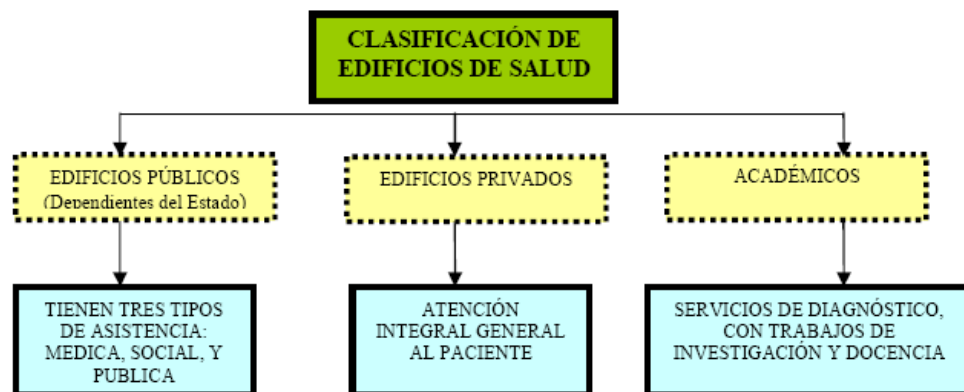 CLASIFICACIÓN DE
EDIFICIOS DE SALUD
EDIFICIOS PÚBLICOS
(Dependientes del Estado)
EDIFICIOS PRIVADOS
ACADÉMICOS
TIENEN TRES TIPOS
DE ASISTENCIA:
MEDICA, SOCIAL, Y
PUBLICA
ATENCIÓN
INTEGRAL GENERAL
AL PACIENTE
SERVICIOS DE DIAGNÓSTICO,
CON TRABAJOS DE
INVESTIGACIÓN Y DOCENCIA